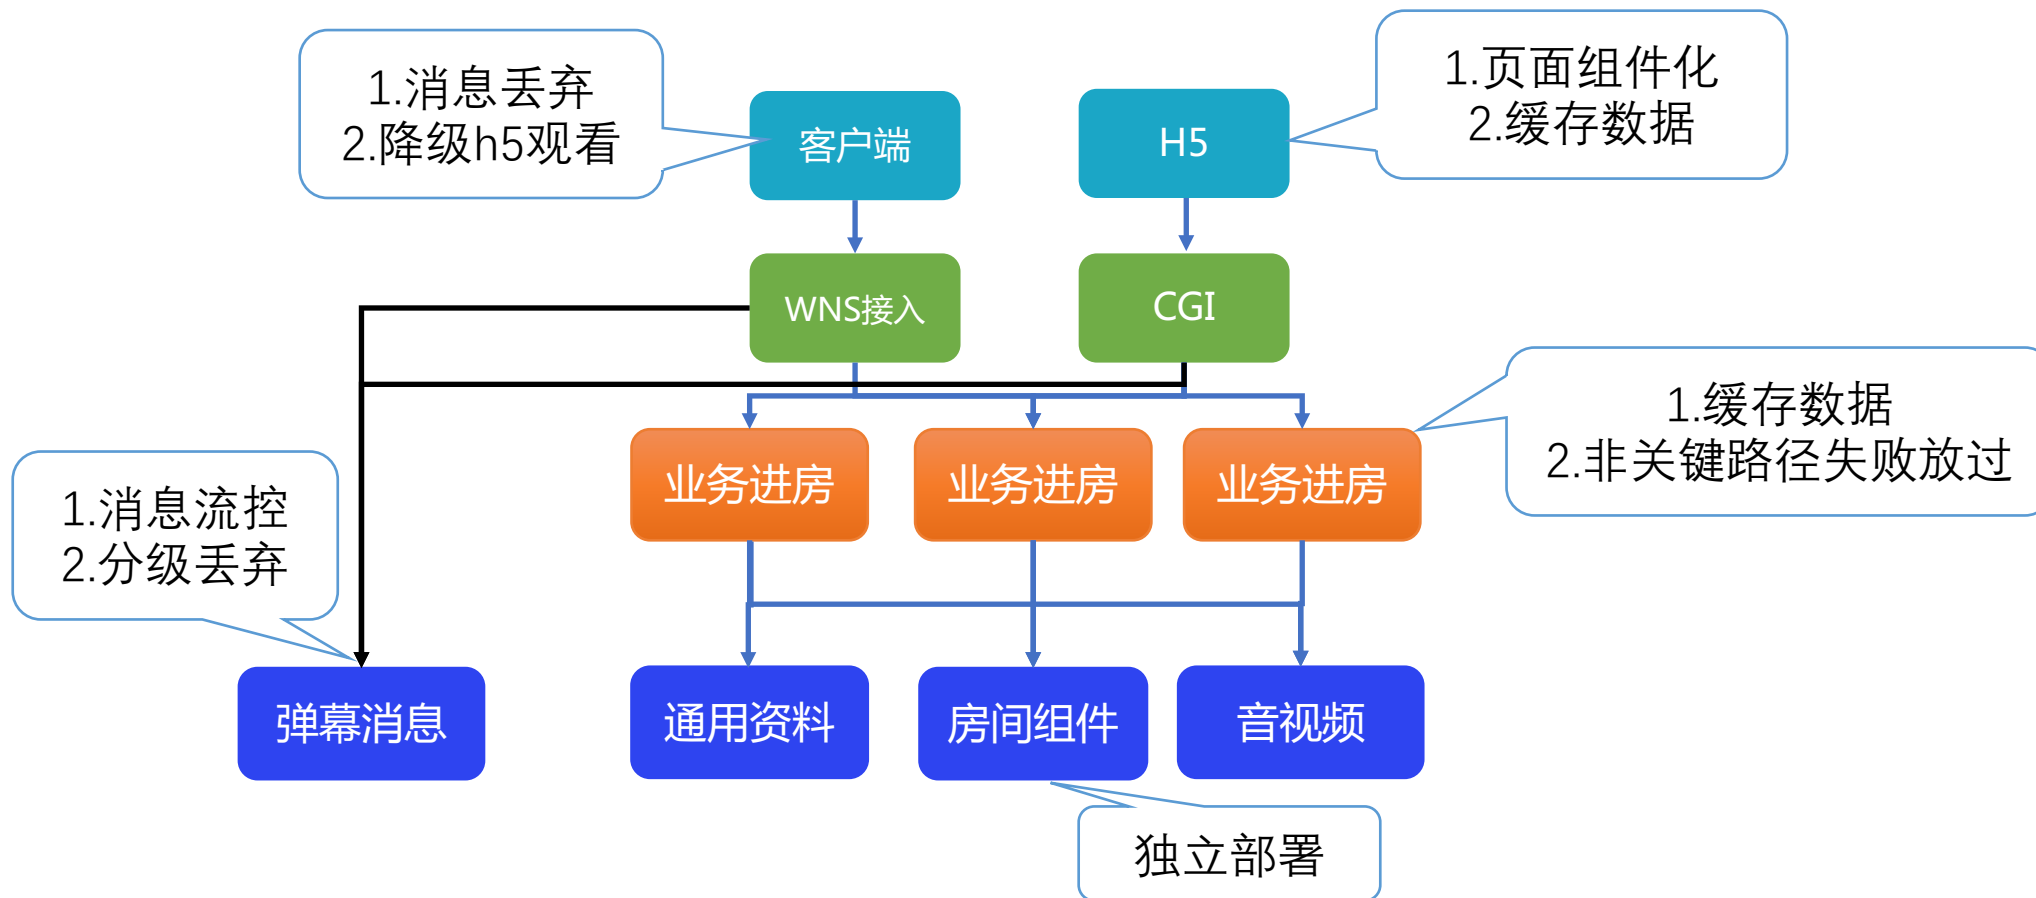 1.消息丢弃
2.降级h5观看
客户端
H5
1.页面组件化
2.缓存数据
WNS接入
CGI
1.缓存数据
2.非关键路径失败放过
业务进房
业务进房
业务进房
1.消息流控
2.分级丢弃
弹幕消息
通用资料
房间组件
音视频
独立部署